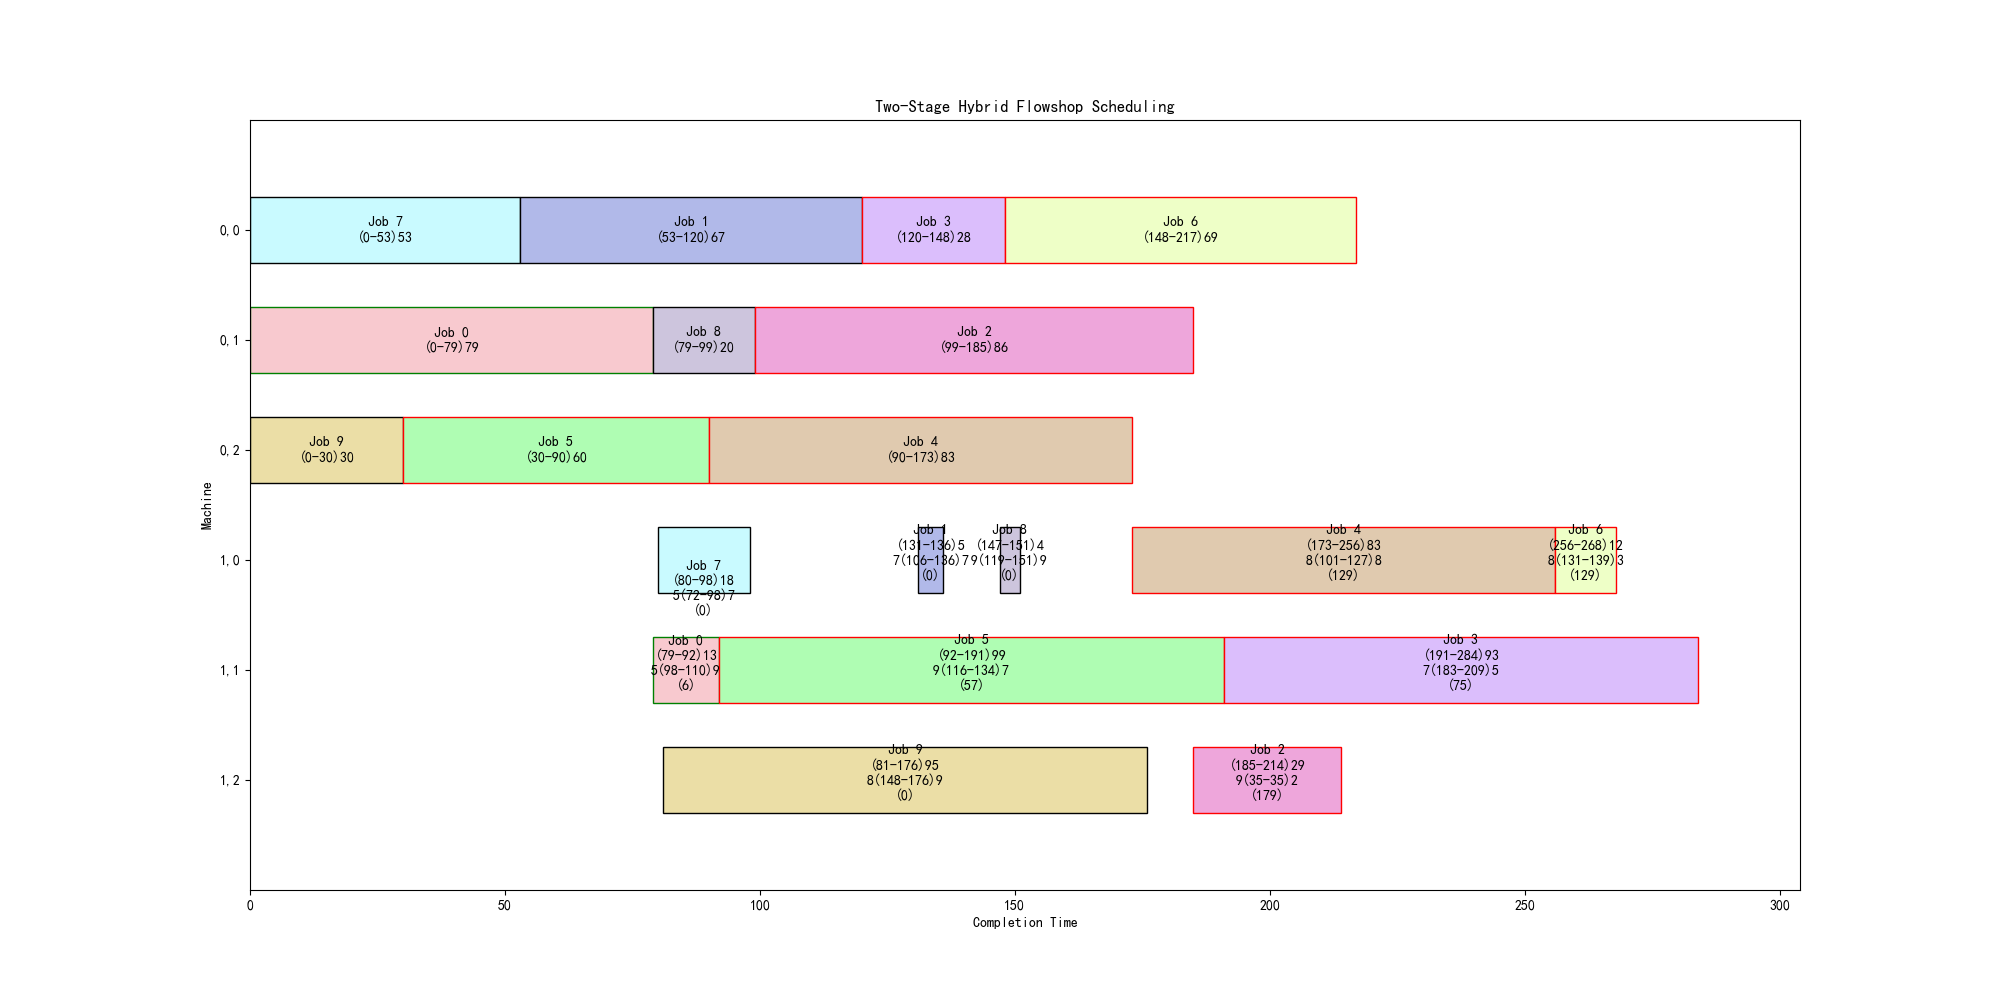 Two-Stage Hybrid Flowshop Scheduling
0,0
Job 7
(0-53)53
Job 1
(53-120)67
Job 3
(120-148)28
Job 6
(148-217)69
0,1
Job 0
(0-79)79
Job 8
(79-99)20
Job 2
(99-185)86
0,2
Job 9
(0-30)30
Job 5
(30-90)60
Job 4
(90-173)83
Machine
1,0
Job 7
(80-98)18
5(72-98)7
(0)
Job 1
(131-136)5
7(106-136)7
(0)
Job 8
(147-151)4
9(119-151)9
(0)
Job 4
(173-256)83
8(101-127)8
(129)
Job 6
(256-268)12
8(131-139)3
(129)
1,1
Job 0
(79-92)13
5(98-110)9
(6)
Job 5
(92-191)99
9(116-134)7
(57)
Job 3
(191-284)93
7(183-209)5
(75)
1,2
Job 9
(81-176)95
8(148-176)9
(0)
Job 2
(185-214)29
9(35-35)2
(179)
0
50
100
150
200
250
300
Completion Time